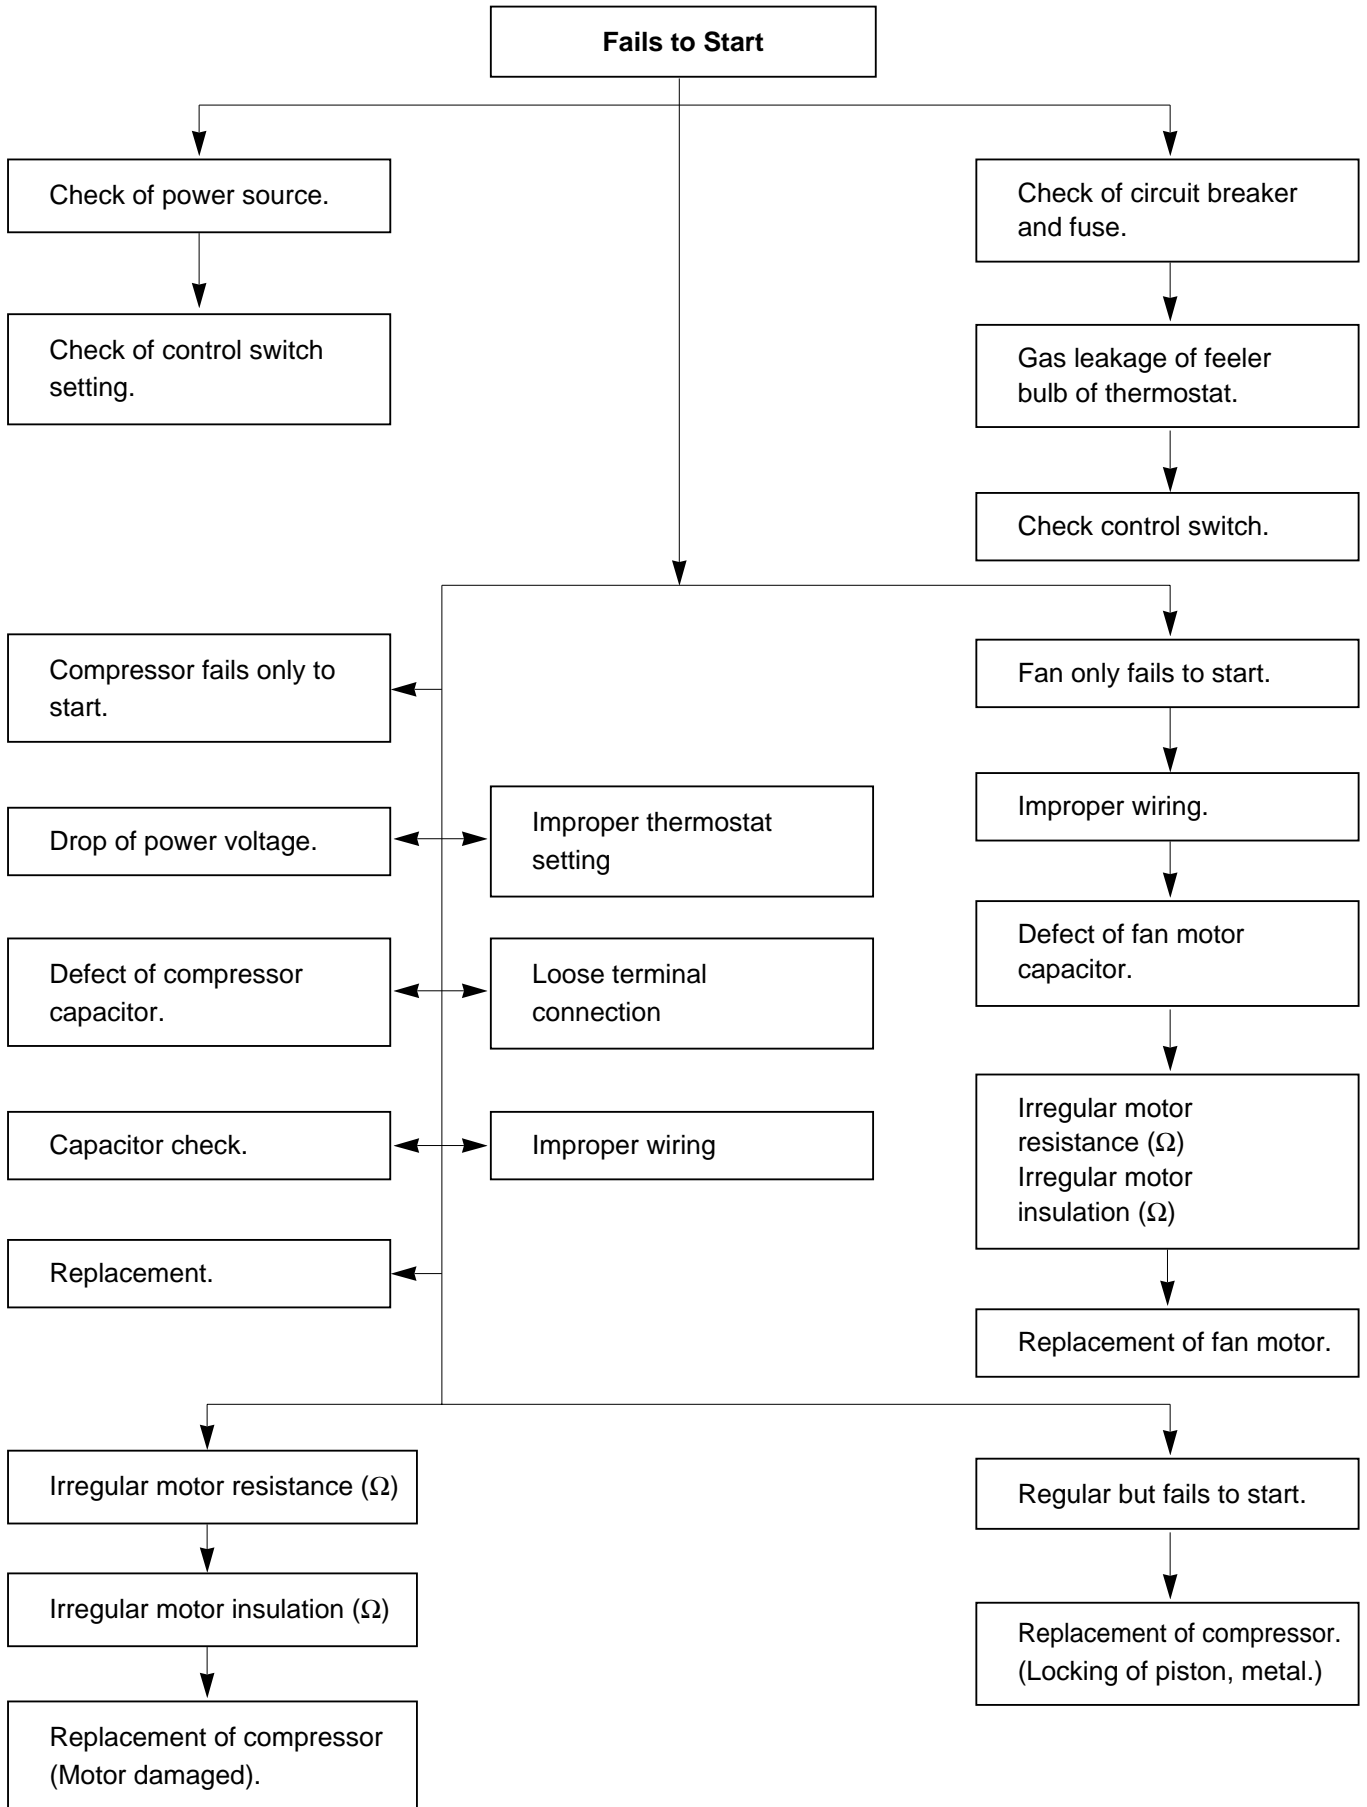 Fails to Start
Check of power source.
Check of circuit breaker
and fuse.
Check of control switch
setting.
Gas leakage of feeler
bulb of thermostat.
Check control switch.
Compressor fails only to
start.
Fan only fails to start.
Drop of power voltage.
Improper thermostat
setting
Improper wiring.
Defect of compressor
capacitor.
Loose terminal
connection
Defect of fan motor
capacitor.
Capacitor check.
Improper wiring
Irregular motor
resistance (Ω)
Irregular motor
insulation (Ω)
Replacement.
Replacement of fan motor.
Irregular motor resistance (Ω)
Regular but fails to start.
Irregular motor insulation (Ω)
Replacement of compressor.
(Locking of piston, metal.)
Replacement of compressor
(Motor damaged).